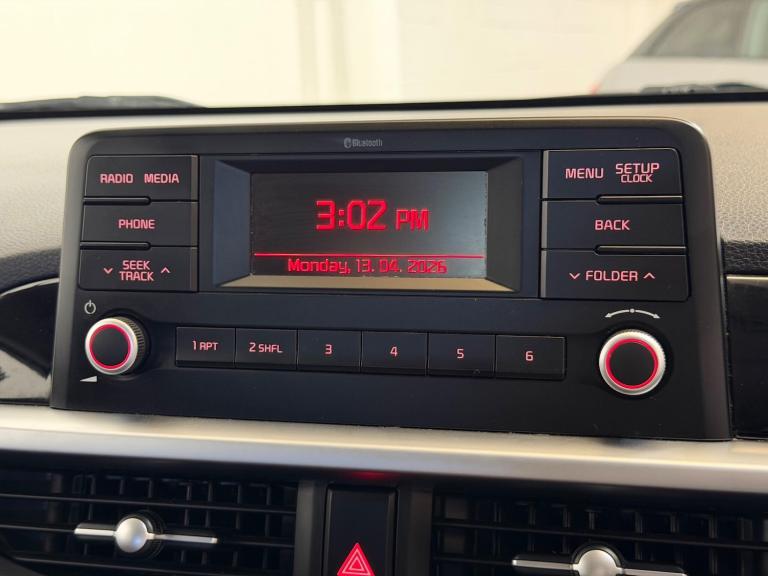 Bluetooth
RADIO MEDIA
PHONE
SEEK
TRACK
3:02 PM
Monday, 13. 04. 2026
MENU SETUP
CLOCK
BACK
FOLDER
1 RPT
2 SHFL
3
4
5
6